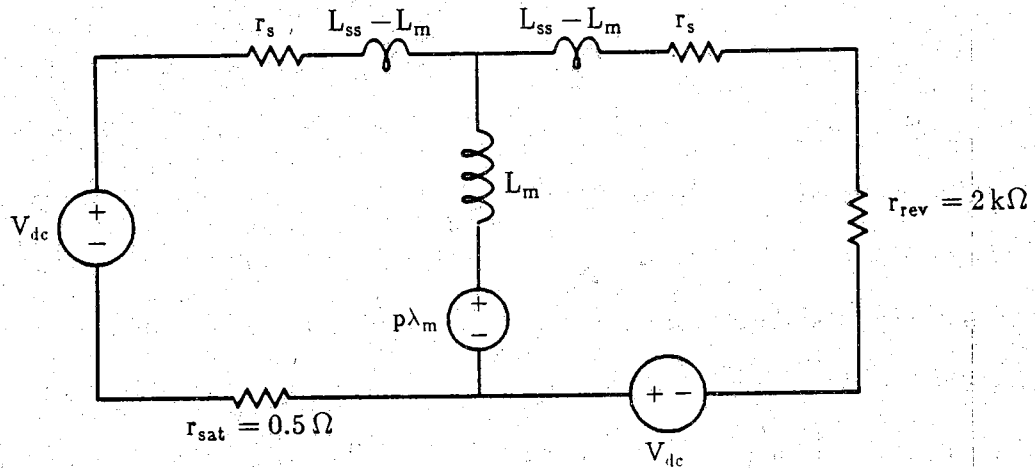 r_s
L_ss − L_m
L_ss − L_m
r_s
+
−
V_dc
L_m
r_rev = 2 kΩ
+
−
pλ_m
r_sat = 0.5 Ω
+ −
V_dc